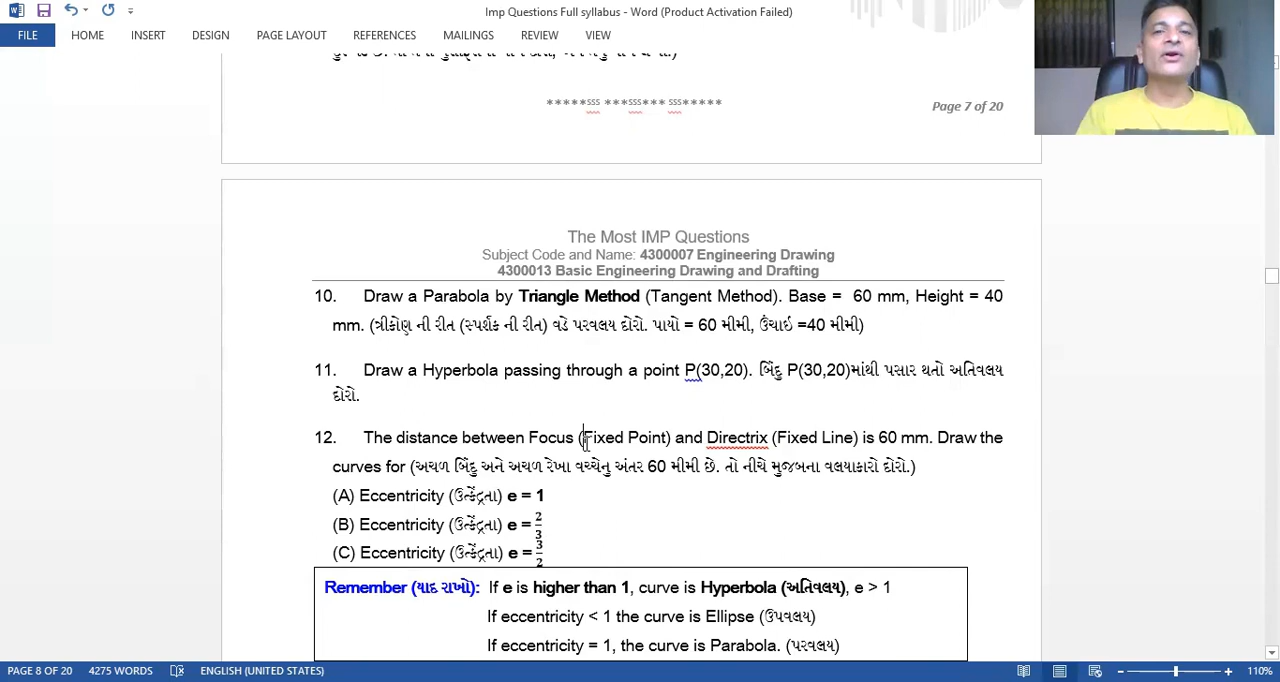 Imp Questions Full syllabus - Word (Product Activation Failed)
FILE HOME INSERT DESIGN PAGE LAYOUT REFERENCES MAILINGS REVIEW VIEW
*****sss ***sss*** sss*****
Page 7 of 20
The Most IMP Questions
Subject Code and Name: 4300007 Engineering Drawing
4300013 Basic Engineering Drawing and Drafting
10. Draw a Parabola by Triangle Method (Tangent Method). Base = 60 mm, Height = 40
mm. (ત્રીકોણ ની રીત (સ્પર્શક ની રીત) વડે પરવલય દોરો. પાયો = 60 મીમી, ઉંચાઇ =40 મીમી)
11. Draw a Hyperbola passing through a point P(30,20). બિંદુ P(30,20)માંથી પસાર થતો અતિવલય
દોરો.
12. The distance between Focus (Fixed Point) and Directrix (Fixed Line) is 60 mm. Draw the
curves for (અચળ બિંદુ અને અચળ રેખા વચ્ચેનુ અંતર 60 મીમી છે. તો નીચે મુજબના વલયાકારો દોરો.)
(A) Eccentricity (ઉત્કેંદ્રતા) e = 1
(B) Eccentricity (ઉત્કેંદ્રતા) e = 2/3
(C) Eccentricity (ઉત્કેંદ્રતા) e = 3/2
Remember (યાદ રાખો): If e is higher than 1, curve is Hyperbola (અતિવલય), e > 1
If eccentricity < 1 the curve is Ellipse (ઉપવલય)
If eccentricity = 1, the curve is Parabola. (પરવલય)
PAGE 8 OF 20 4275 WORDS ENGLISH (UNITED STATES) 110%